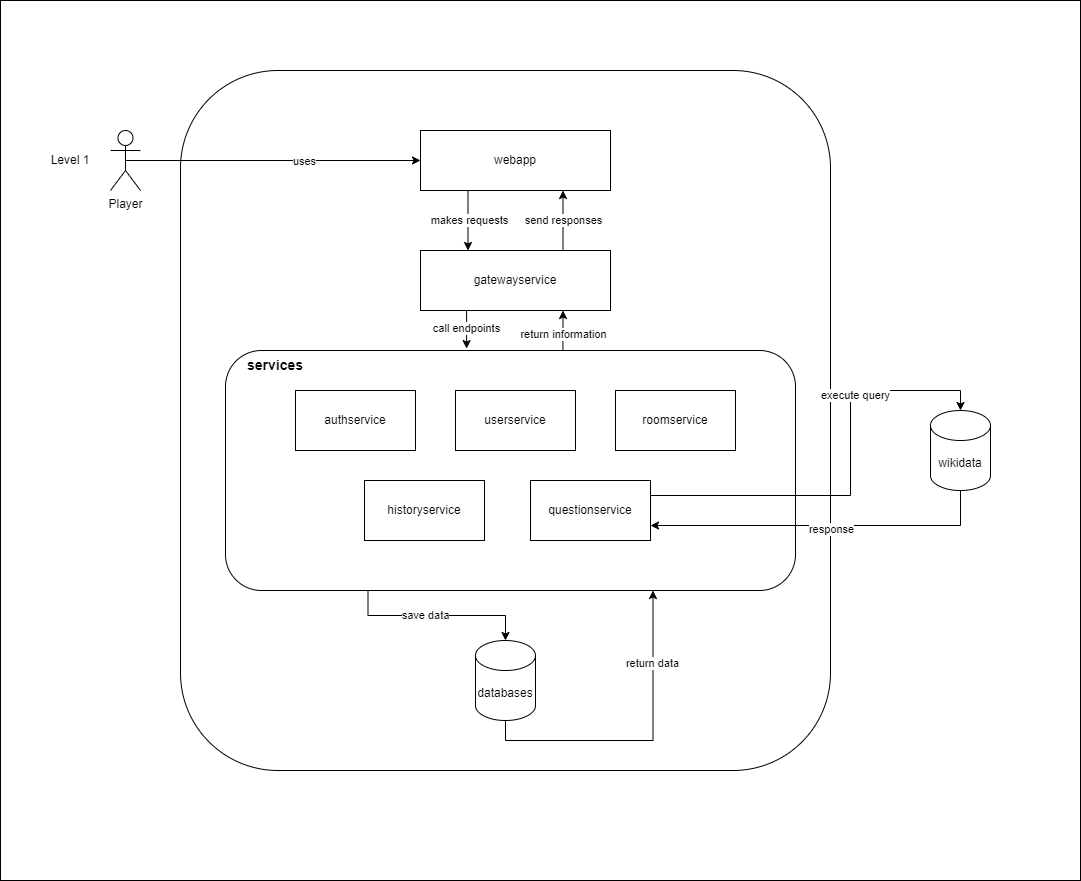 webapp
Level 1
uses
Player
makes requests
send responses
gatewayservice
call endpoints
return information
services
authservice
userservice
roomservice
execute query
wikidata
historyservice
questionservice
response
save data
return data
databases